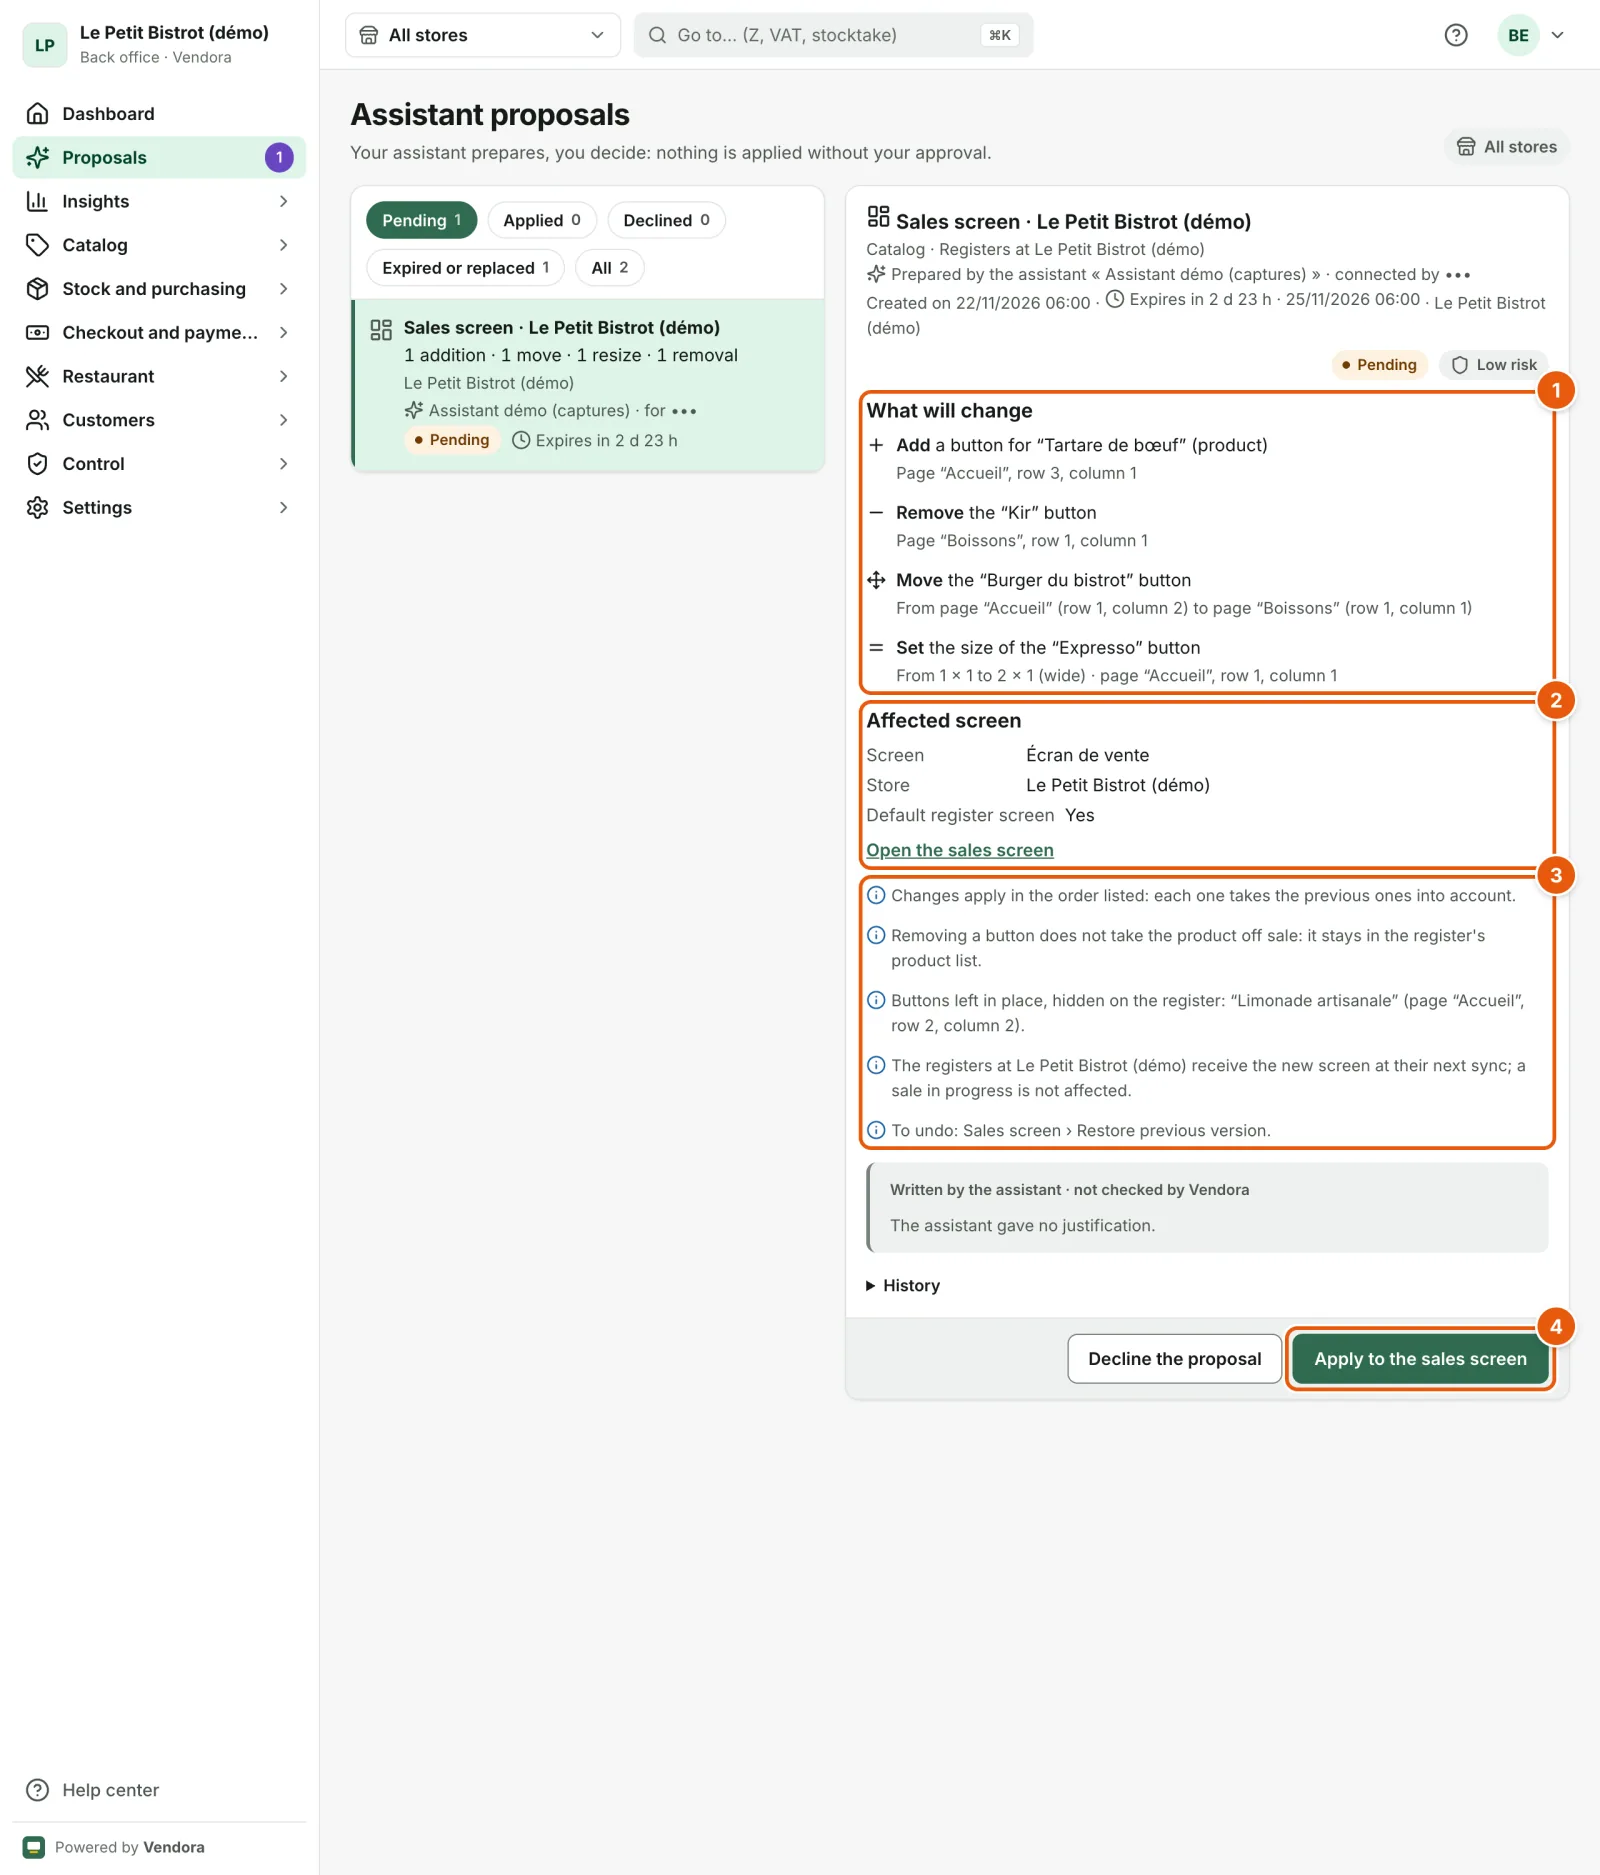 LP
Le Petit Bistrot (démo)
Back office · Vendora
Dashboard
Proposals
1
Insights
Catalog
Stock and purchasing
Checkout and payme...
Restaurant
Customers
Control
Settings
Help center
Powered by Vendora
All stores
Go to... (Z, VAT, stocktake)
⌘K
BE
Assistant proposals
Your assistant prepares, you decide: nothing is applied without your approval.
All stores
Pending 1
Applied 0
Declined 0
Expired or replaced 1
All 2
Sales screen · Le Petit Bistrot (démo)
1 addition · 1 move · 1 resize · 1 removal
Le Petit Bistrot (démo)
Assistant démo (captures) · for •••
Pending
Expires in 2 d 23 h
Sales screen · Le Petit Bistrot (démo)
Catalog · Registers at Le Petit Bistrot (démo)
Prepared by the assistant « Assistant démo (captures) » · connected by •••
Created on 22/11/2026 06:00 · Expires in 2 d 23 h · 25/11/2026 06:00 · Le Petit Bistrot
(démo)
Pending
Low risk
1
What will change
+ Add a button for “Tartare de bœuf” (product)
Page “Accueil”, row 3, column 1
− Remove the “Kir” button
Page “Boissons”, row 1, column 1
Move the “Burger du bistrot” button
From page “Accueil” (row 1, column 2) to page “Boissons” (row 1, column 1)
= Set the size of the “Expresso” button
From 1 × 1 to 2 × 1 (wide) · page “Accueil”, row 1, column 1
2
Affected screen
Screen Écran de vente
Store Le Petit Bistrot (démo)
Default register screen Yes
Open the sales screen
3
Changes apply in the order listed: each one takes the previous ones into account.
Removing a button does not take the product off sale: it stays in the register's
product list.
Buttons left in place, hidden on the register: “Limonade artisanale” (page “Accueil”,
row 2, column 2).
The registers at Le Petit Bistrot (démo) receive the new screen at their next sync; a
sale in progress is not affected.
To undo: Sales screen › Restore previous version.
Written by the assistant · not checked by Vendora
The assistant gave no justification.
History
4
Decline the proposal
Apply to the sales screen